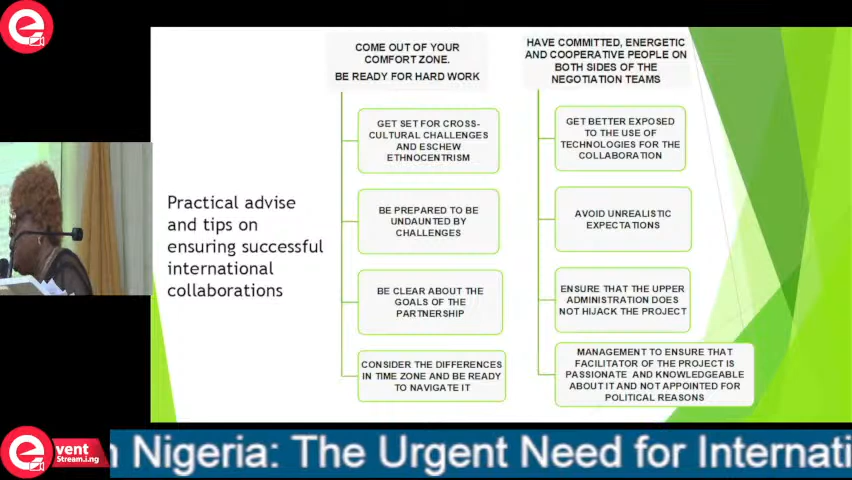 COME OUT OF YOUR
COMFORT ZONE.
BE READY FOR HARD WORK
GET SET FOR CROSS-
CULTURAL CHALLENGES
AND ESCHEW
ETHNOCENTRISM
BE PREPARED TO BE
UNDAUNTED BY
CHALLENGES
BE CLEAR ABOUT THE
GOALS OF THE
PARTNERSHIP
CONSIDER THE DIFFERENCES
IN TIME ZONE AND BE READY
TO NAVIGATE IT
HAVE COMMITTED, ENERGETIC
AND COOPERATIVE PEOPLE ON
BOTH SIDES OF THE
NEGOTIATION TEAMS
GET BETTER EXPOSED
TO THE USE OF
TECHNOLOGIES FOR THE
COLLABORATION
AVOID UNREALISTIC
EXPECTATIONS
ENSURE THAT THE UPPER
ADMINISTRATION DOES
NOT HIJACK THE PROJECT
MANAGEMENT TO ENSURE THAT
FACILITATOR OF THE PROJECT IS
PASSIONATE AND KNOWLEDGEABLE
ABOUT IT AND NOT APPOINTED FOR
POLITICAL REASONS
Practical advise
and tips on
ensuring successful
international
collaborations
e
vent
Stream.i.ng
n Nigeria: The Urgent Need for Internati